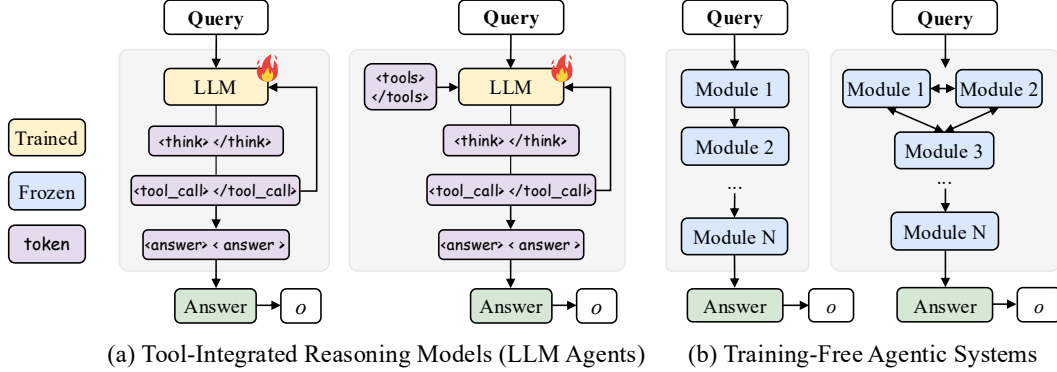 Trained
Frozen
token
Query
LLM
<think> </think>
<tool_call> </tool_call>
<answer> < answer >
Answer
o
Query
<tools>
</tools>
LLM
<think> </think>
<tool_call> </tool_call>
<answer> < answer >
Answer
o
(a) Tool-Integrated Reasoning Models (LLM Agents)
Query
Module 1
Module 2
...
Module N
Answer
o
Query
Module 1
Module 2
Module 3
...
Module N
Answer
o
(b) Training-Free Agentic Systems